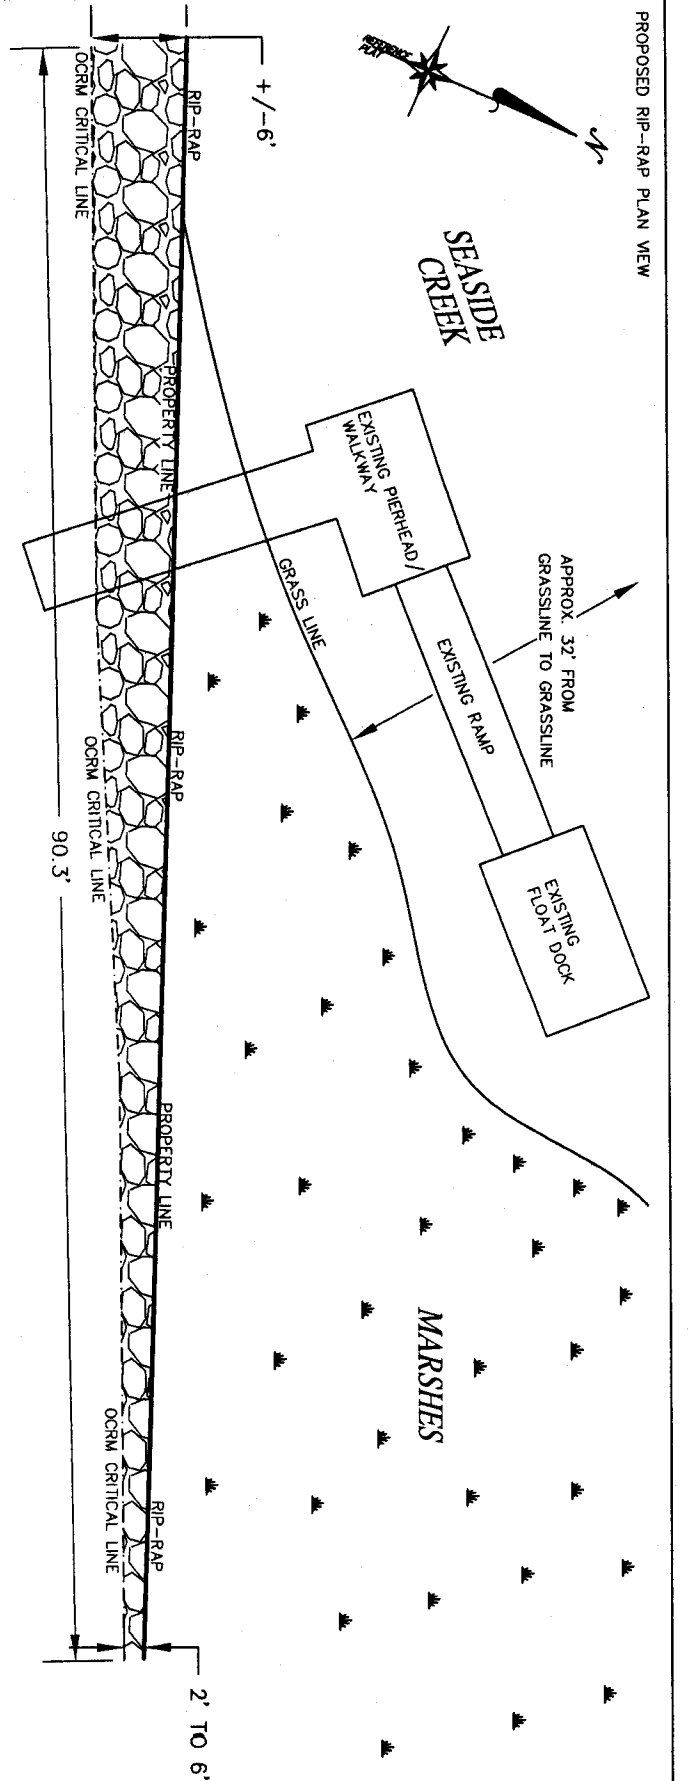 PROPOSED RIP-RAP PLAN VIEW
N
REFERENCE
PLAT
SEASIDE
CREEK
+/-6'
APPROX. 32' FROM
GRASSLINE TO GRASSLINE
EXISTING PIERHEAD/
WALKWAY
EXISTING RAMP
EXISTING
FLOAT DOCK
GRASS LINE
MARSHES
RIP-RAP
PROPERTY LINE
RIP-RAP
PROPERTY LINE
RIP-RAP
OCRM CRITICAL LINE
OCRM CRITICAL LINE
OCRM CRITICAL LINE
90.3'
2' TO 6'